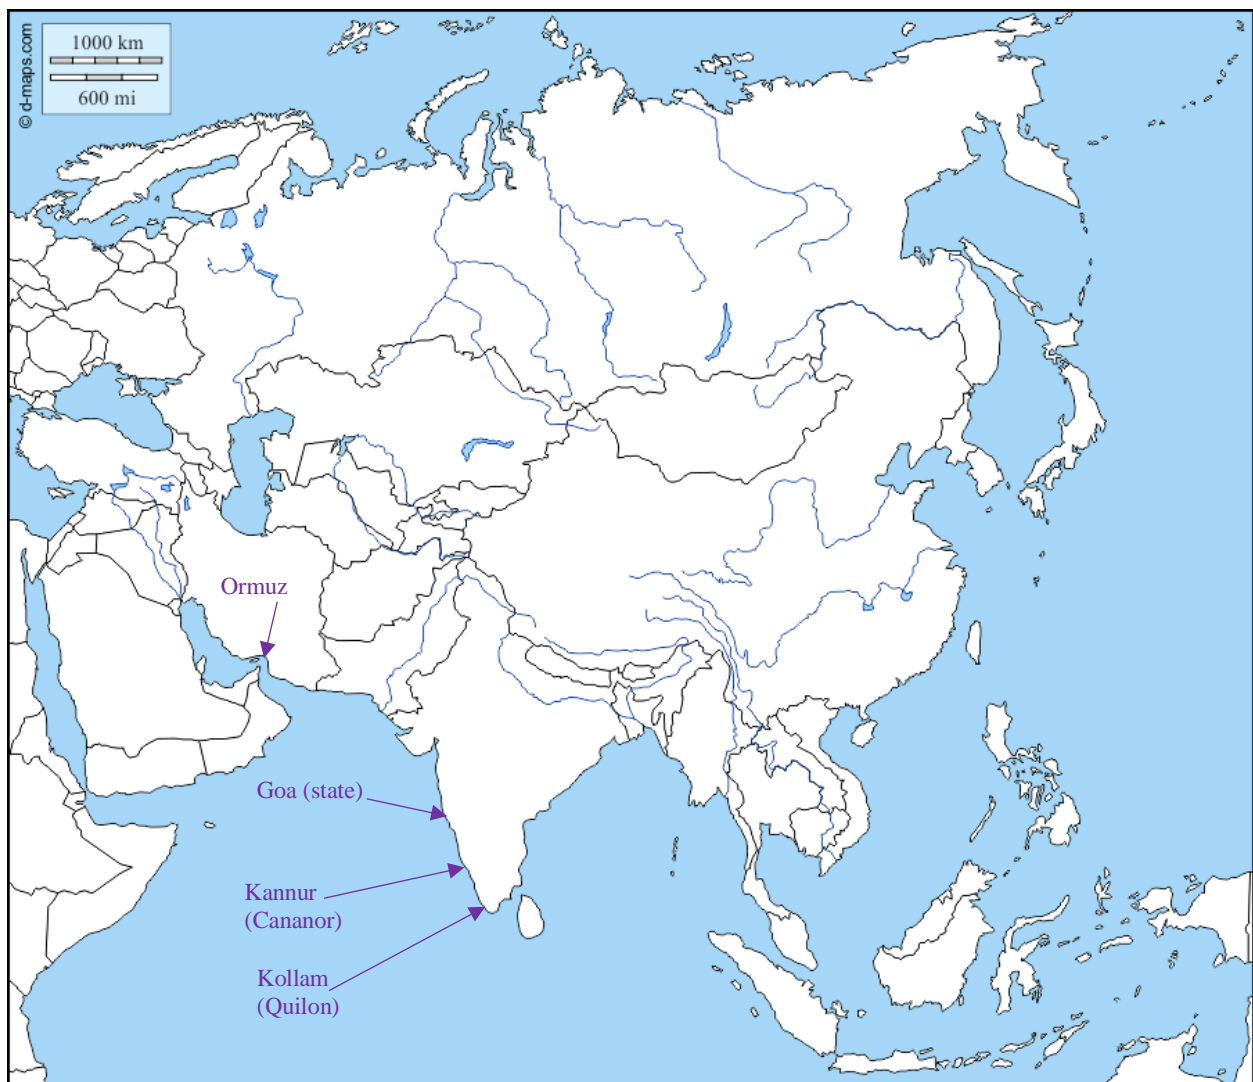 © d-maps.com
1000 km
600 mi
Ormuz
Goa (state)
Kannur
(Cananor)
Kollam
(Quilon)